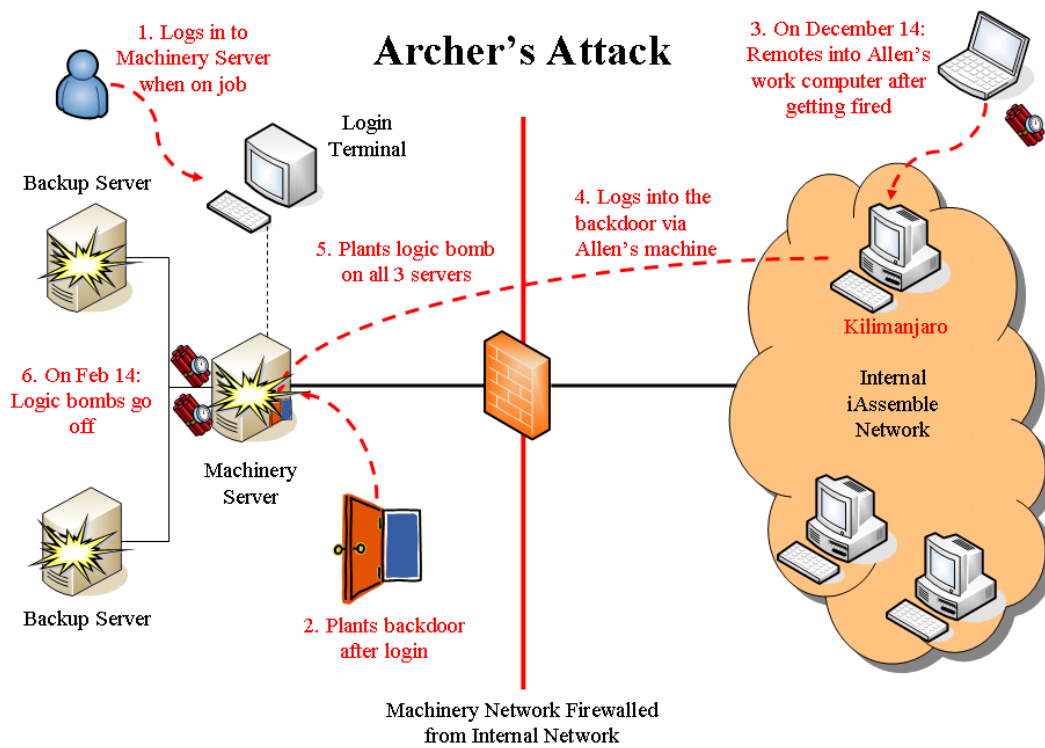 Archer's Attack
1. Logs in to
Machinery Server
when on job
3. On December 14:
Remotes into Allen's
work computer after
getting fired
Login
Terminal
Backup Server
4. Logs into the
backdoor via
Allen's machine
5. Plants logic bomb
on all 3 servers
Kilimanjaro
6. On Feb 14:
Logic bombs go
off
Internal
iAssemble
Network
Machinery
Server
Backup Server
2. Plants backdoor
after login
Machinery Network Firewalled
from Internal Network